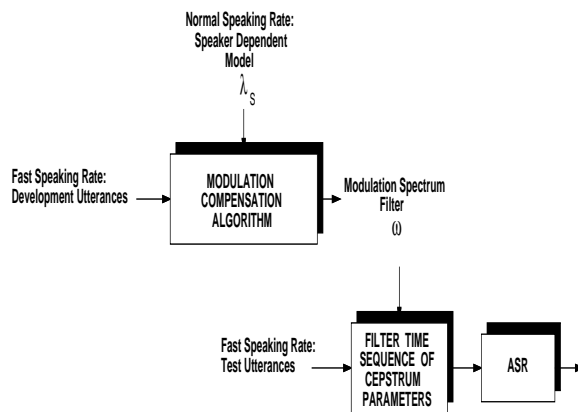 Normal Speaking Rate:
Speaker Dependent
Model
λ S
Fast Speaking Rate:
Development Utterances
MODULATION
COMPENSATION
ALGORITHM
Modulation Spectrum
Filter
ω
Fast Speaking Rate:
Test Utterances
FILTER TIME
SEQUENCE OF
CEPSTRUM
PARAMETERS
ASR